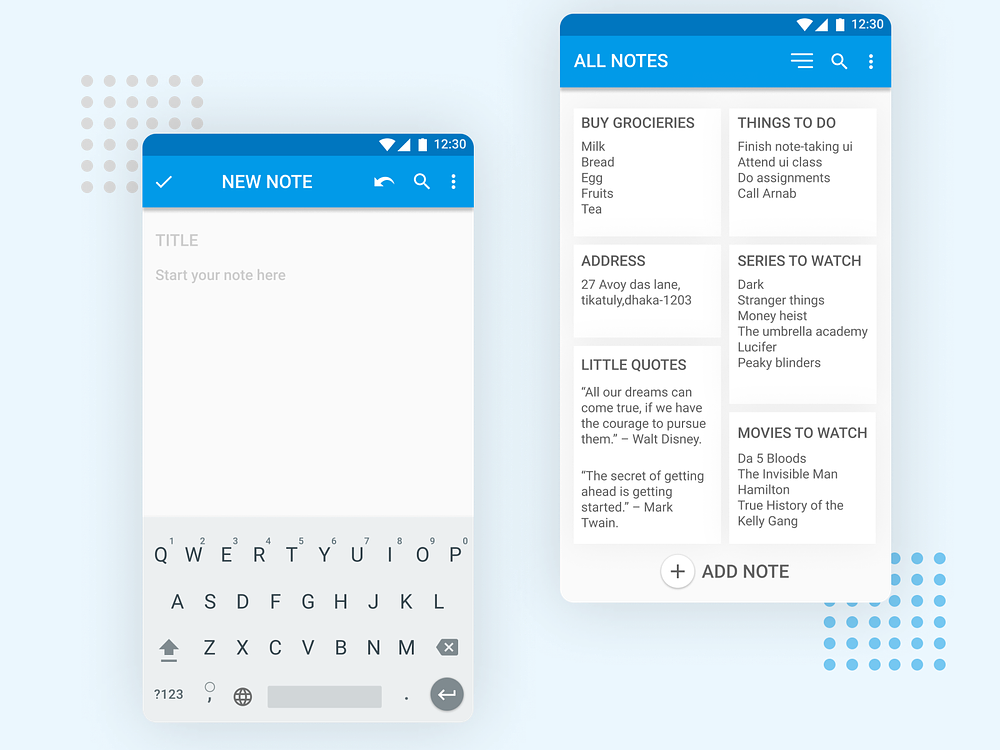 12:30
NEW NOTE
TITLE
Start your note here
1 2 3 4 5 6 7 8 9 0
Q W E R T Y U I O P
A S D F G H J K L
Z X C V B N M
?123 , .
12:30
ALL NOTES
BUY GROCIERIES
Milk
Bread
Egg
Fruits
Tea
ADDRESS
27 Avoy das lane,
tikatuly,dhaka-1203
LITTLE QUOTES
“All our dreams can
come true, if we have
the courage to pursue
them.” – Walt Disney.
“The secret of getting
ahead is getting
started.” – Mark
Twain.
THINGS TO DO
Finish note-taking ui
Attend ui class
Do assignments
Call Arnab
SERIES TO WATCH
Dark
Stranger things
Money heist
The umbrella academy
Lucifer
Peaky blinders
MOVIES TO WATCH
Da 5 Bloods
The Invisible Man
Hamilton
True History of the
Kelly Gang
+ ADD NOTE